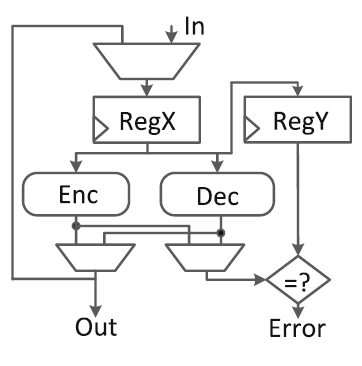 In
RegX
RegY
Enc
Dec
=?
Out
Error